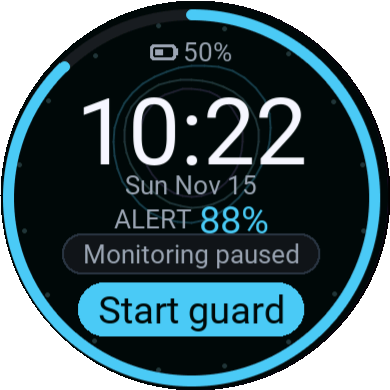 50%
10:22
Sun Nov 15
ALERT 88%
Monitoring paused
Start guard